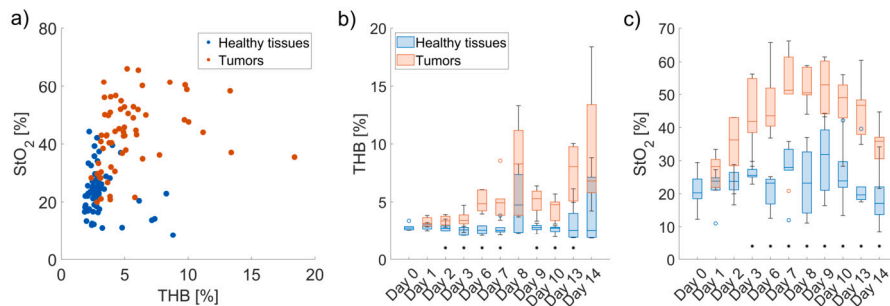 a)
StO2 [%]
70
60
50
40
30
20
10
0
0
5
10
15
20
THB [%]
Healthy tissues
Tumors
b)
THB [%]
20
15
10
5
0
Healthy tissues
Tumors
Day 0
Day 1
Day 2
Day 3
Day 6
Day 7
Day 8
Day 9
Day 10
Day 13
Day 14
c)
StO2 [%]
70
60
50
40
30
20
10
0
Day 0
Day 1
Day 2
Day 3
Day 6
Day 7
Day 8
Day 9
Day 10
Day 13
Day 14